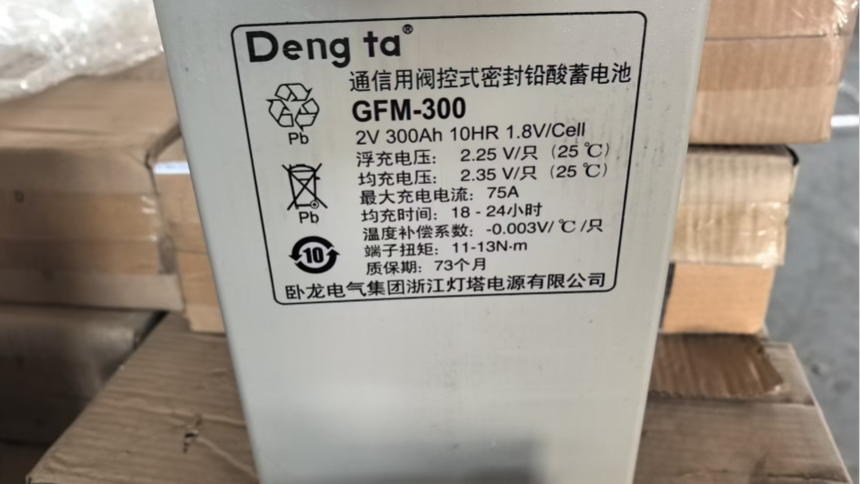 Deng ta®
通信用阀控式密封铅酸蓄电池
GFM-300
2V 300Ah 10HR 1.8V/Cell
浮充电压: 2.25 V/只 (25 ℃)
均充电压: 2.35 V/只 (25 ℃)
最大充电电流: 75A
均充时间: 18 - 24小时
温度补偿系数: -0.003V/ ℃ /只
端子扭矩: 11-13N·m
质保期: 73个月
卧龙电气集团浙江灯塔电源有限公司
Pb
Pb
10